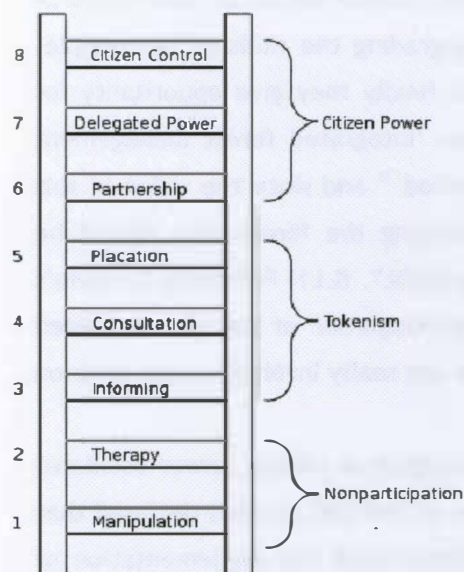 8 Citizen Control
7 Delegated Power
Citizen Power
6 Partnership
5 Placation
4 Consultation
Tokenism
3 Informing
2 Therapy
Nonparticipation
1 Manipulation